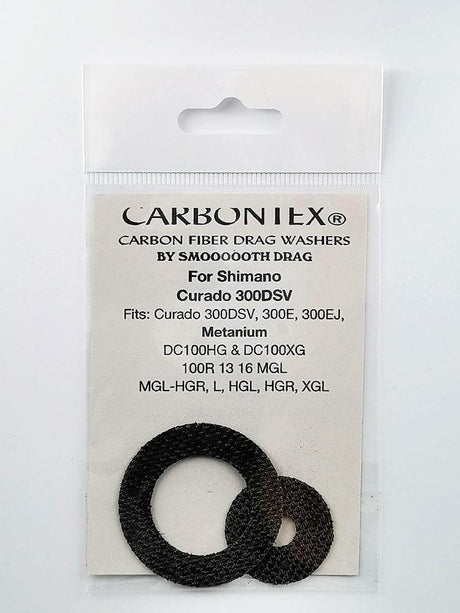 CARBONTEX®
CARBON FIBER DRAG WASHERS
BY SMOOOOOTH DRAG
For Shimano
Curado 300DSV
Fits: Curado 300DSV, 300E, 300EJ,
Metanium
DC100HG & DC100XG
100R 13 16 MGL
MGL-HGR, L, HGL, HGR, XGL